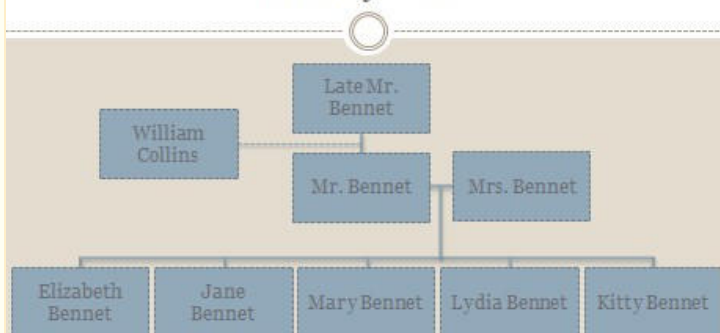 Late Mr.
Bennet
William
Collins
Mr. Bennet
Mrs. Bennet
Elizabeth
Bennet
Jane
Bennet
Mary Bennet
Lydia Bennet
Kitty Bennet